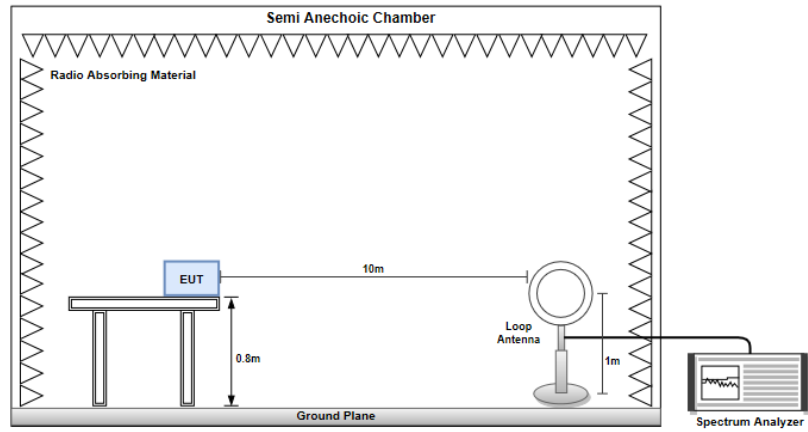 Semi Anechoic Chamber
Radio Absorbing Material
EUT
10m
Loop
Antenna
0.8m
1m
Ground Plane
Spectrum Analyzer